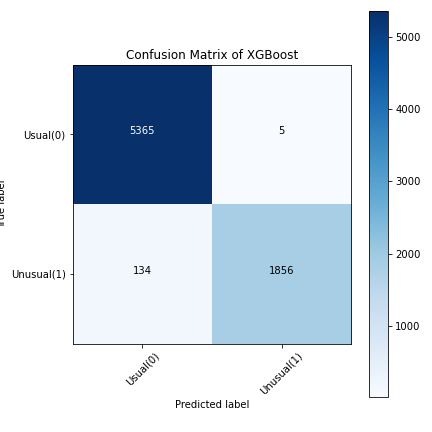 Confusion Matrix of XGBoost
Usual(0)
5365
5
Unusual(1)
134
1856
Usual(0)
Unusual(1)
Predicted label
label
5000
4000
3000
2000
1000